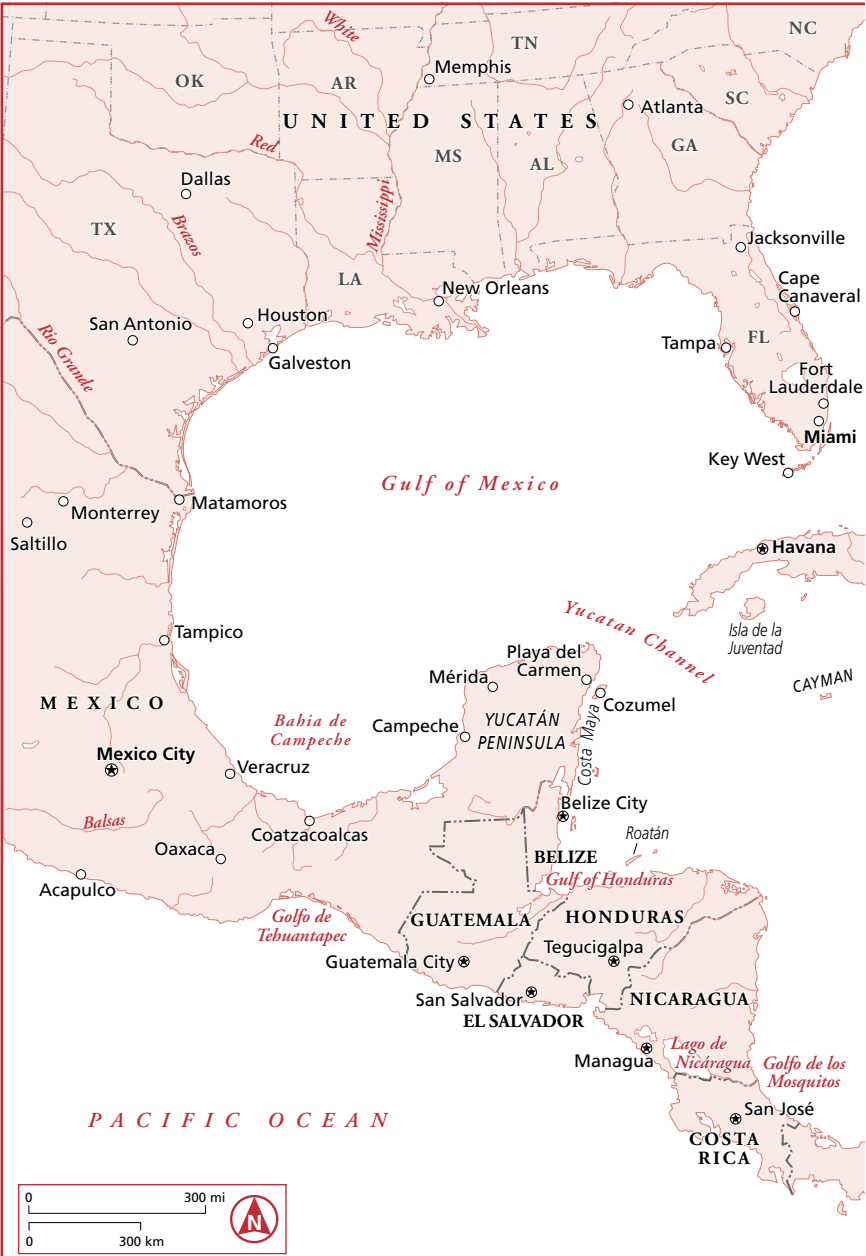 White
TN
NC
OK
AR
Memphis
SC
Atlanta
UNITED STATES
Red
MS
AL
GA
Dallas
TX
Brazos
Mississippi
Jacksonville
LA
New Orleans
Cape
Canaveral
San Antonio
Houston
Rio Grande
Galveston
Tampa
FL
Fort
Lauderdale
Miami
Key West
Gulf of Mexico
Monterrey
Matamoros
Saltillo
Havana
Yucatan Channel
Isla de la
Juventad
Tampico
Playa del
Carmen
Mérida
CAYMAN
MEXICO
Cozumel
Bahia de
Campeche
Campeche
YUCATÁN
PENINSULA
Costa Maya
Mexico City
Veracruz
Belize City
Balsas
Coatzacoalcas
Roatán
Oaxaca
BELIZE
Acapulco
Gulf of Honduras
Golfo de
Tehuantapec
GUATEMALA
HONDURAS
Tegucigalpa
Guatemala City
San Salvador
NICARAGUA
EL SALVADOR
Managua
Lago de
Nicáragua
Golfo de los
Mosquitos
PACIFIC OCEAN
San José
COSTA
RICA
0 300 mi
0 300 km
N